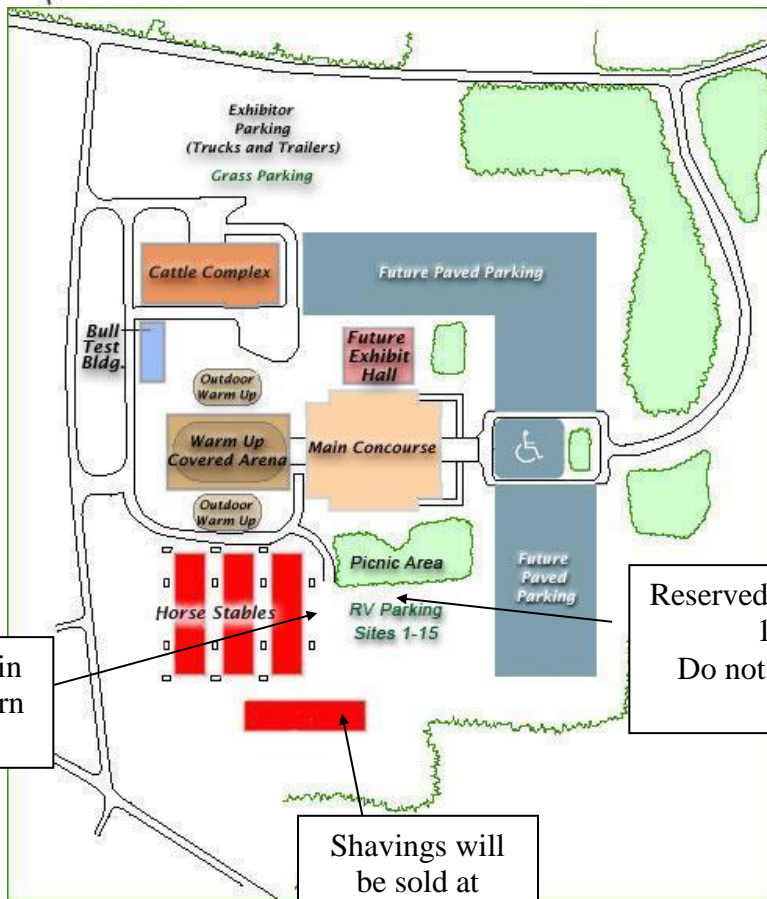 Exhibitor
Parking
(Trucks and Trailers)
Grass Parking
Cattle Complex
Future Paved Parking
Bull
Test
Bldg.
Future
Exhibit
Hall
Outdoor
Warm Up
Warm Up
Covered Arena
Main Concourse
Outdoor
Warm Up
Picnic Area
Future
Paved
Parking
Horse Stables
RV Parking
Sites 1-15
Reserved
1
Do not
in
rn
Shavings will
be sold at